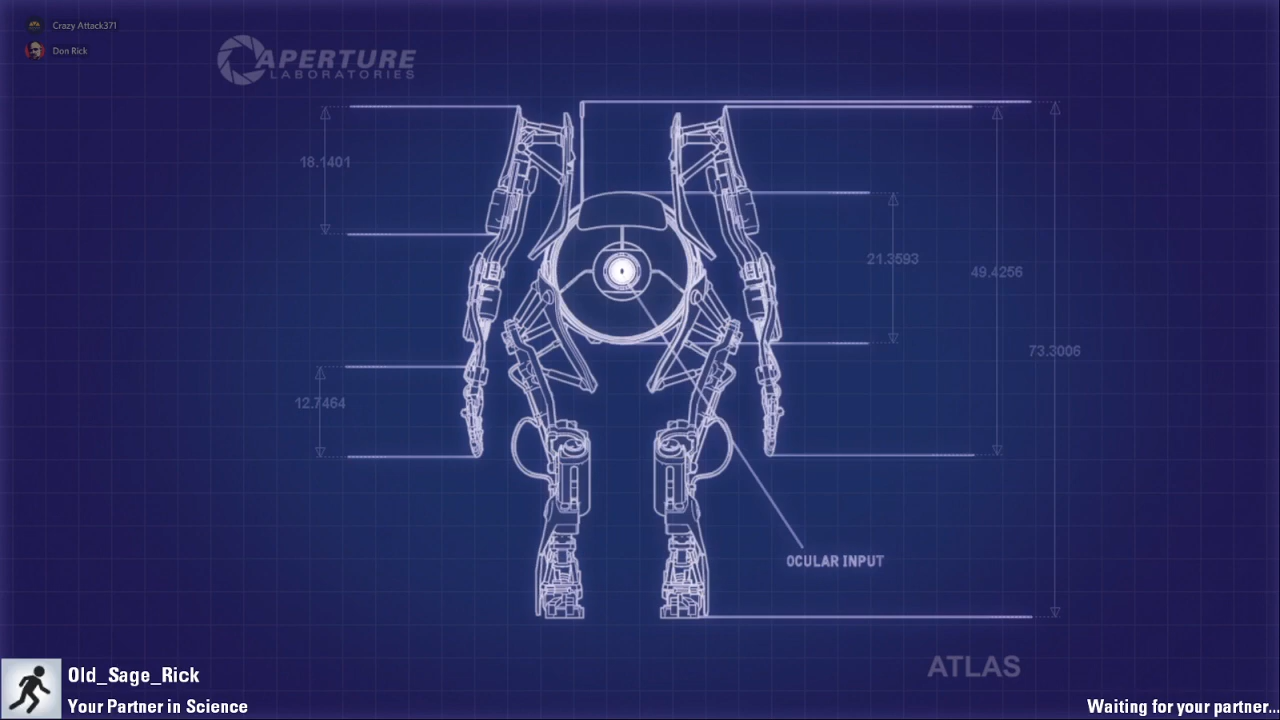 Crazy Attack371
Don Rick
APERTURE
LABORATORIES
18.1401
21.3593
49.4256
73.3006
12.7464
OCULAR INPUT
ATLAS
Old_Sage_Rick
Your Partner in Science
Waiting for your partner...